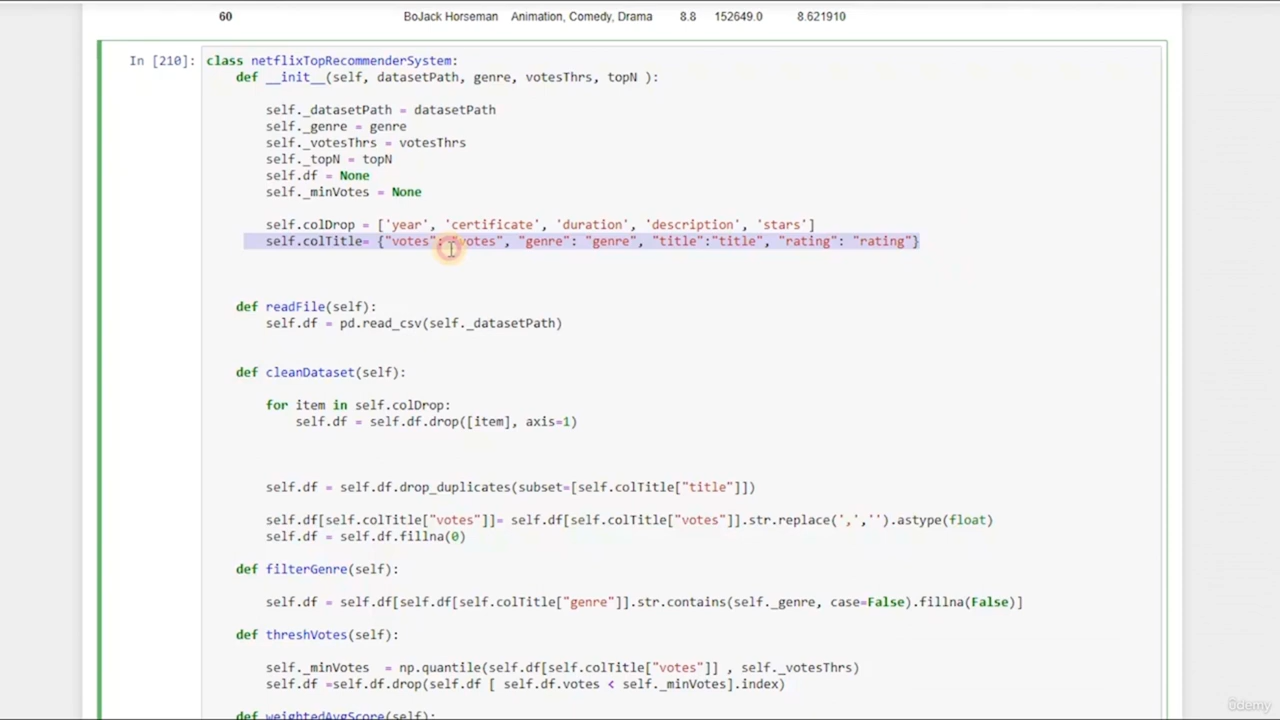 60 BoJack Horseman Animation, Comedy, Drama 8.8 152649.0 8.621910
In [210]: class netflixTopRecommenderSystem:
def __init__(self, datasetPath, genre, votesThrs, topN ):
self._datasetPath = datasetPath
self._genre = genre
self._votesThrs = votesThrs
self._topN = topN
self.df = None
self._minVotes = None
self.colDrop = ['year', 'certificate', 'duration', 'description', 'stars']
self.colTitle= {"votes": "votes", "genre": "genre", "title":"title", "rating": "rating"}
def readFile(self):
self.df = pd.read_csv(self._datasetPath)
def cleanDataset(self):
for item in self.colDrop:
self.df = self.df.drop([item], axis=1)
self.df = self.df.drop_duplicates(subset=[self.colTitle["title"]])
self.df[self.colTitle["votes"]]= self.df[self.colTitle["votes"]].str.replace(',','').astype(float)
self.df = self.df.fillna(0)
def filterGenre(self):
self.df = self.df[self.df[self.colTitle["genre"]].str.contains(self._genre, case=False).fillna(False)]
def threshVotes(self):
self._minVotes  = np.quantile(self.df[self.colTitle["votes"]] , self._votesThrs)
self.df =self.df.drop(self.df [ self.df.votes < self._minVotes].index)
def weightedAvgScore(self):
ûdemy